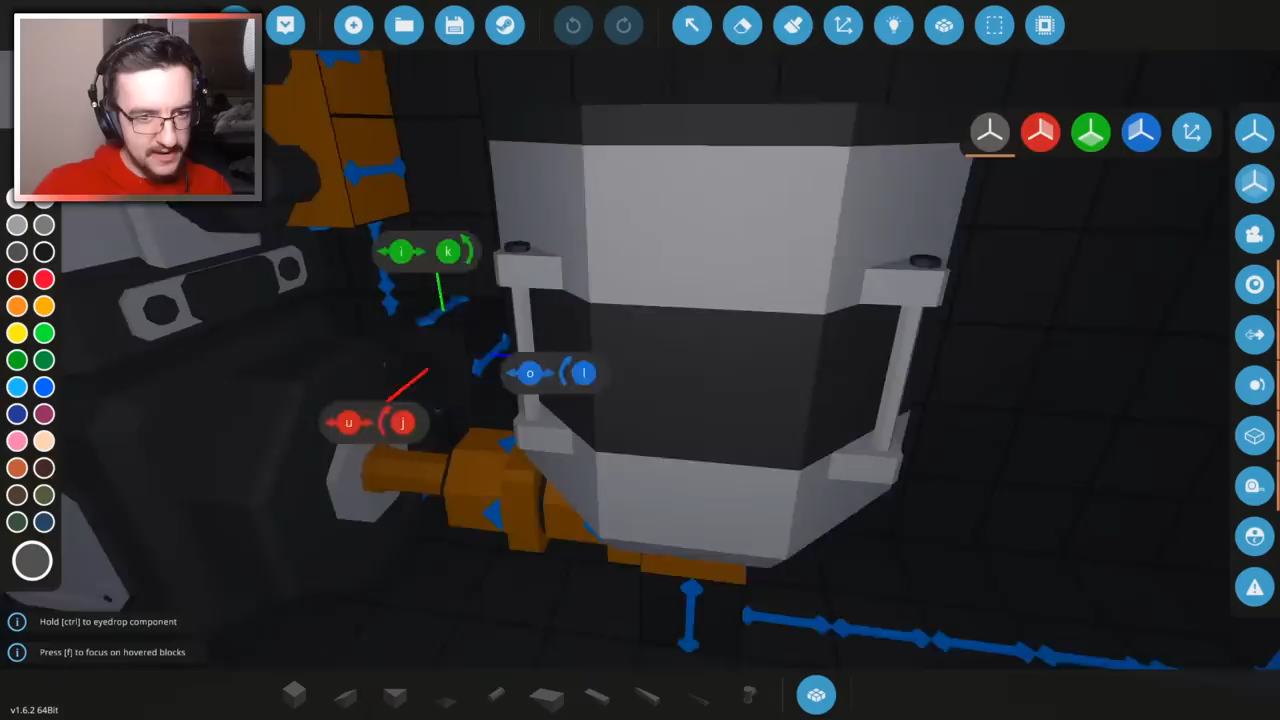 i k
o l
u j
Hold [ctrl] to eyedrop component
Press [f] to focus on hovered blocks
v1.6.2 64Bit